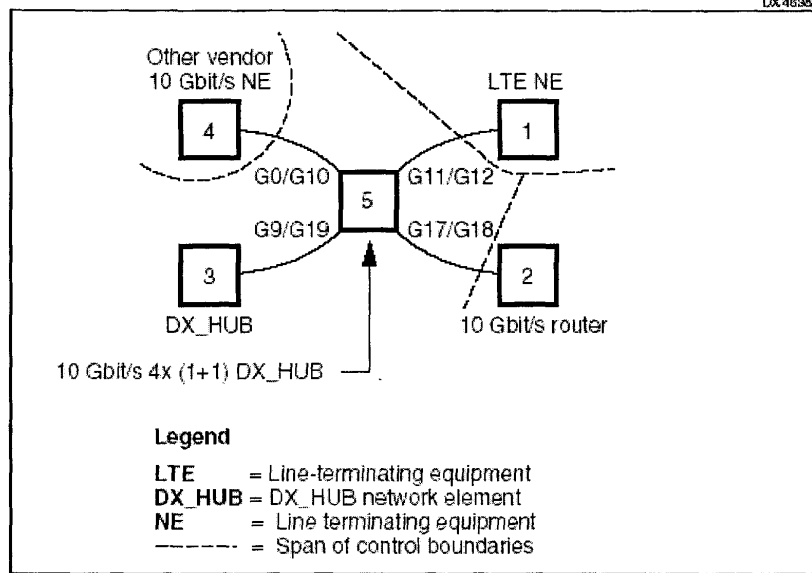 Other vendor
10 Gbit/s NE
LTE NE
4
1
G0/G10
G11/G12
5
G9/G19
G17/G18
3
2
DX_HUB
10 Gbit/s router
10 Gbit/s 4x (1+1) DX_HUB
Legend
LTE = Line-terminating equipment
DX_HUB = DX_HUB network element
NE = Line terminating equipment
------- = Span of control boundaries